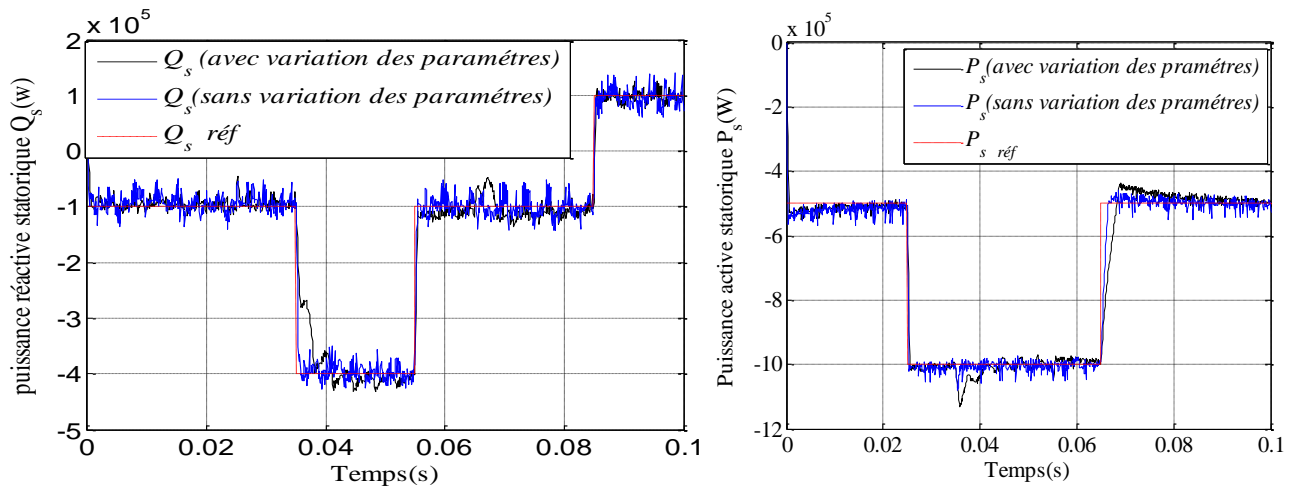 x 10^5
2
1
0
-1
-2
-3
-4
-5
0
0.02
0.04
0.06
0.08
0.1
Temps(s)
puissance réactive statorique Q_s(w)
Q_s (avec variation des paramétres)
Q_s (sans variation des paramétres)
Q_s réf
x 10^5
0
-2
-4
-6
-8
-10
-12
0
0.02
0.04
0.06
0.08
0.1
Temps(s)
Puissance active statorique P_s(W)
P_s(avec variation des pramétres)
P_s(sans variation des pramétres)
P_s réf